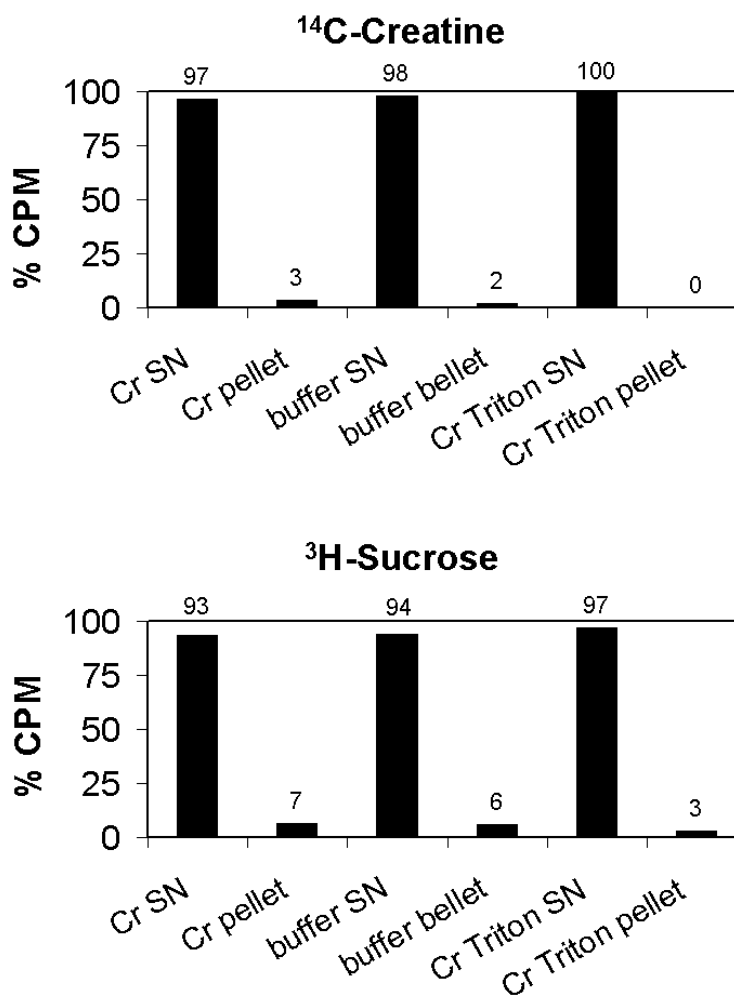 ¹⁴C-Creatine
97
98
100
100
75
50
25
0
3
2
0
% CPM
Cr SN
Cr pellet
buffer SN
buffer bellet
Cr Triton SN
Cr Triton pellet
³H-Sucrose
93
94
97
100
75
50
25
0
7
6
3
% CPM
Cr SN
Cr pellet
buffer SN
buffer bellet
Cr Triton SN
Cr Triton pellet